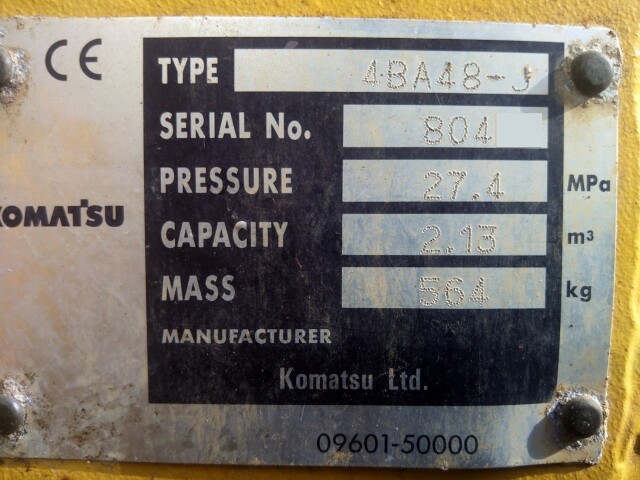 CE
TYPE 4BA48-J
SERIAL No. 804
PRESSURE 27.4 MPa
KOMATSU
CAPACITY 2.13 m³
MASS 564 kg
MANUFACTURER
Komatsu Ltd.
09601-50000